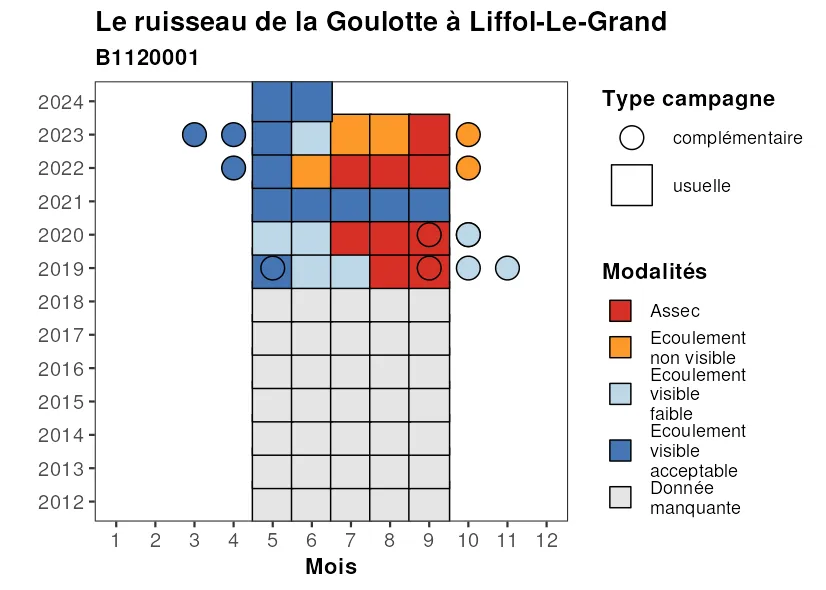 Le ruisseau de la Goulotte à Liffol-Le-Grand
B1120001
2024
2023
2022
2021
2020
2019
2018
2017
2016
2015
2014
2013
2012
1 2 3 4 5 6 7 8 9 10 11 12
Mois
Type campagne
complémentaire
usuelle
Modalités
Assec
Ecoulement
non visible
Ecoulement
visible
faible
Ecoulement
visible
acceptable
Donnée
manquante